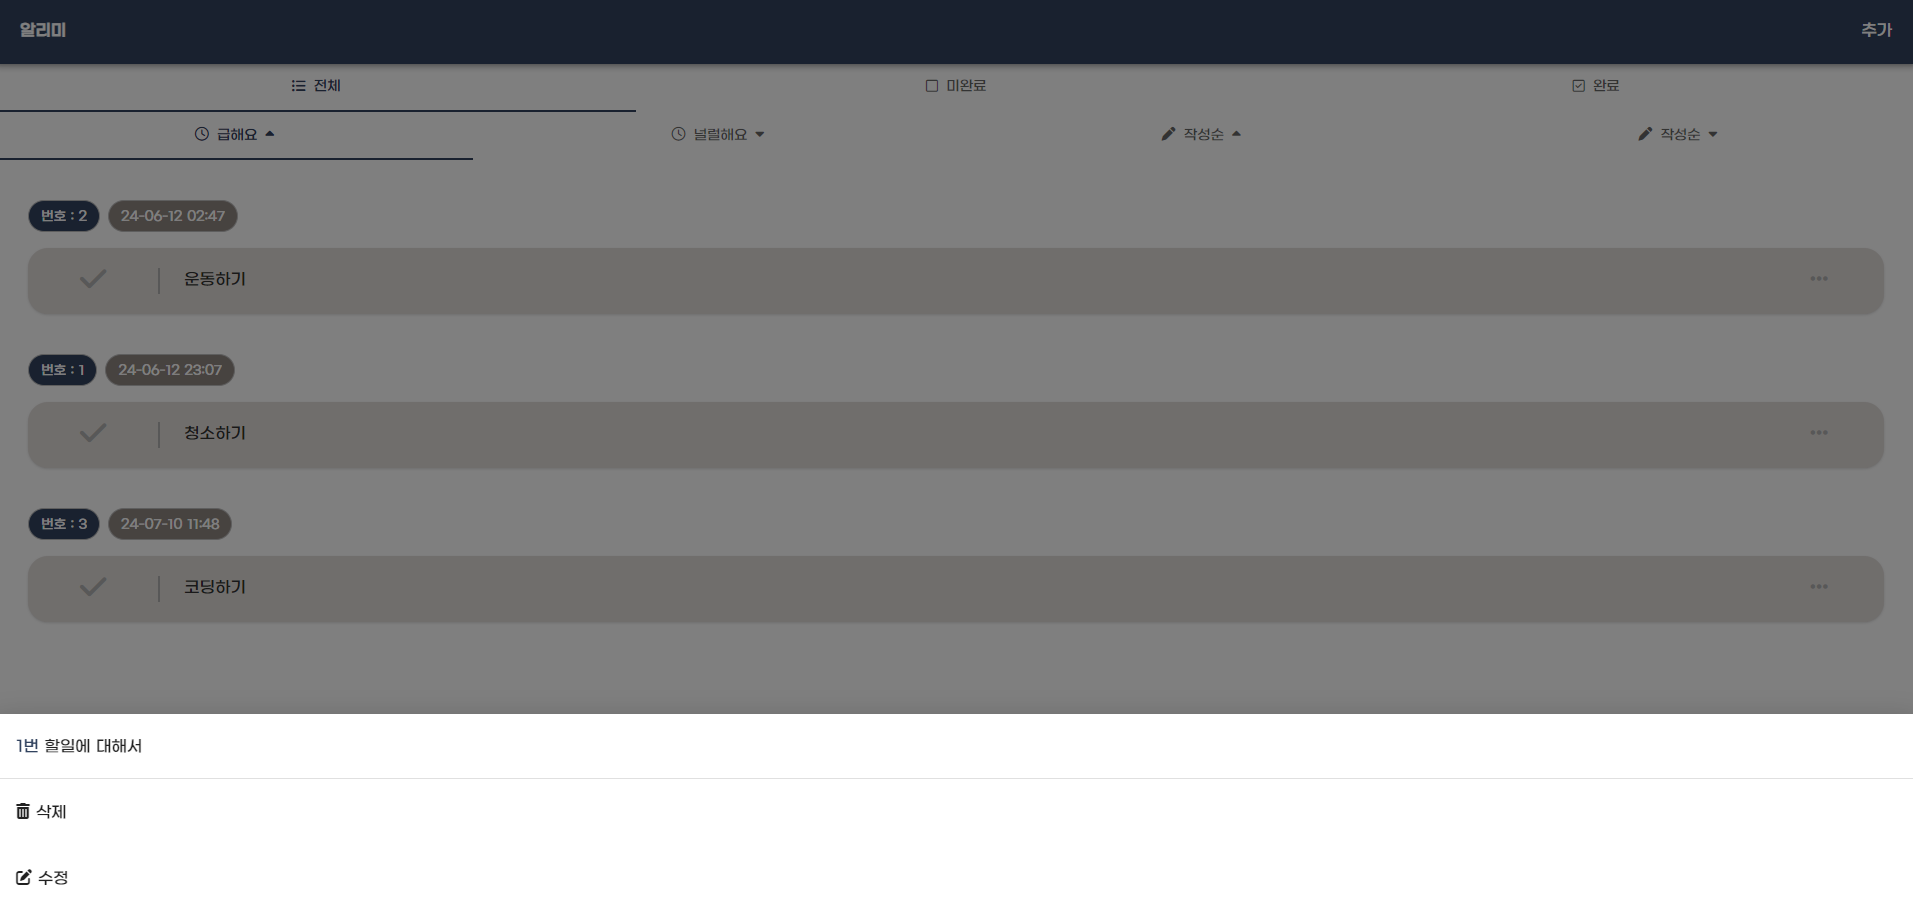 알리미 추가
전체 미완료 완료
급해요 널럴해요 작성순 작성순
번호 : 2 24-06-12 02:47
운동하기
번호 : 1 24-06-12 23:07
청소하기
번호 : 3 24-07-10 11:48
코딩하기
1번 할일에 대해서
삭제
수정